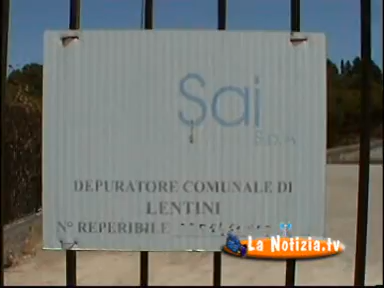 Sai
S.p.A
DEPURATORE COMUNALE DI
LENTINI
N° REPERIBILE
La Notizia.tv